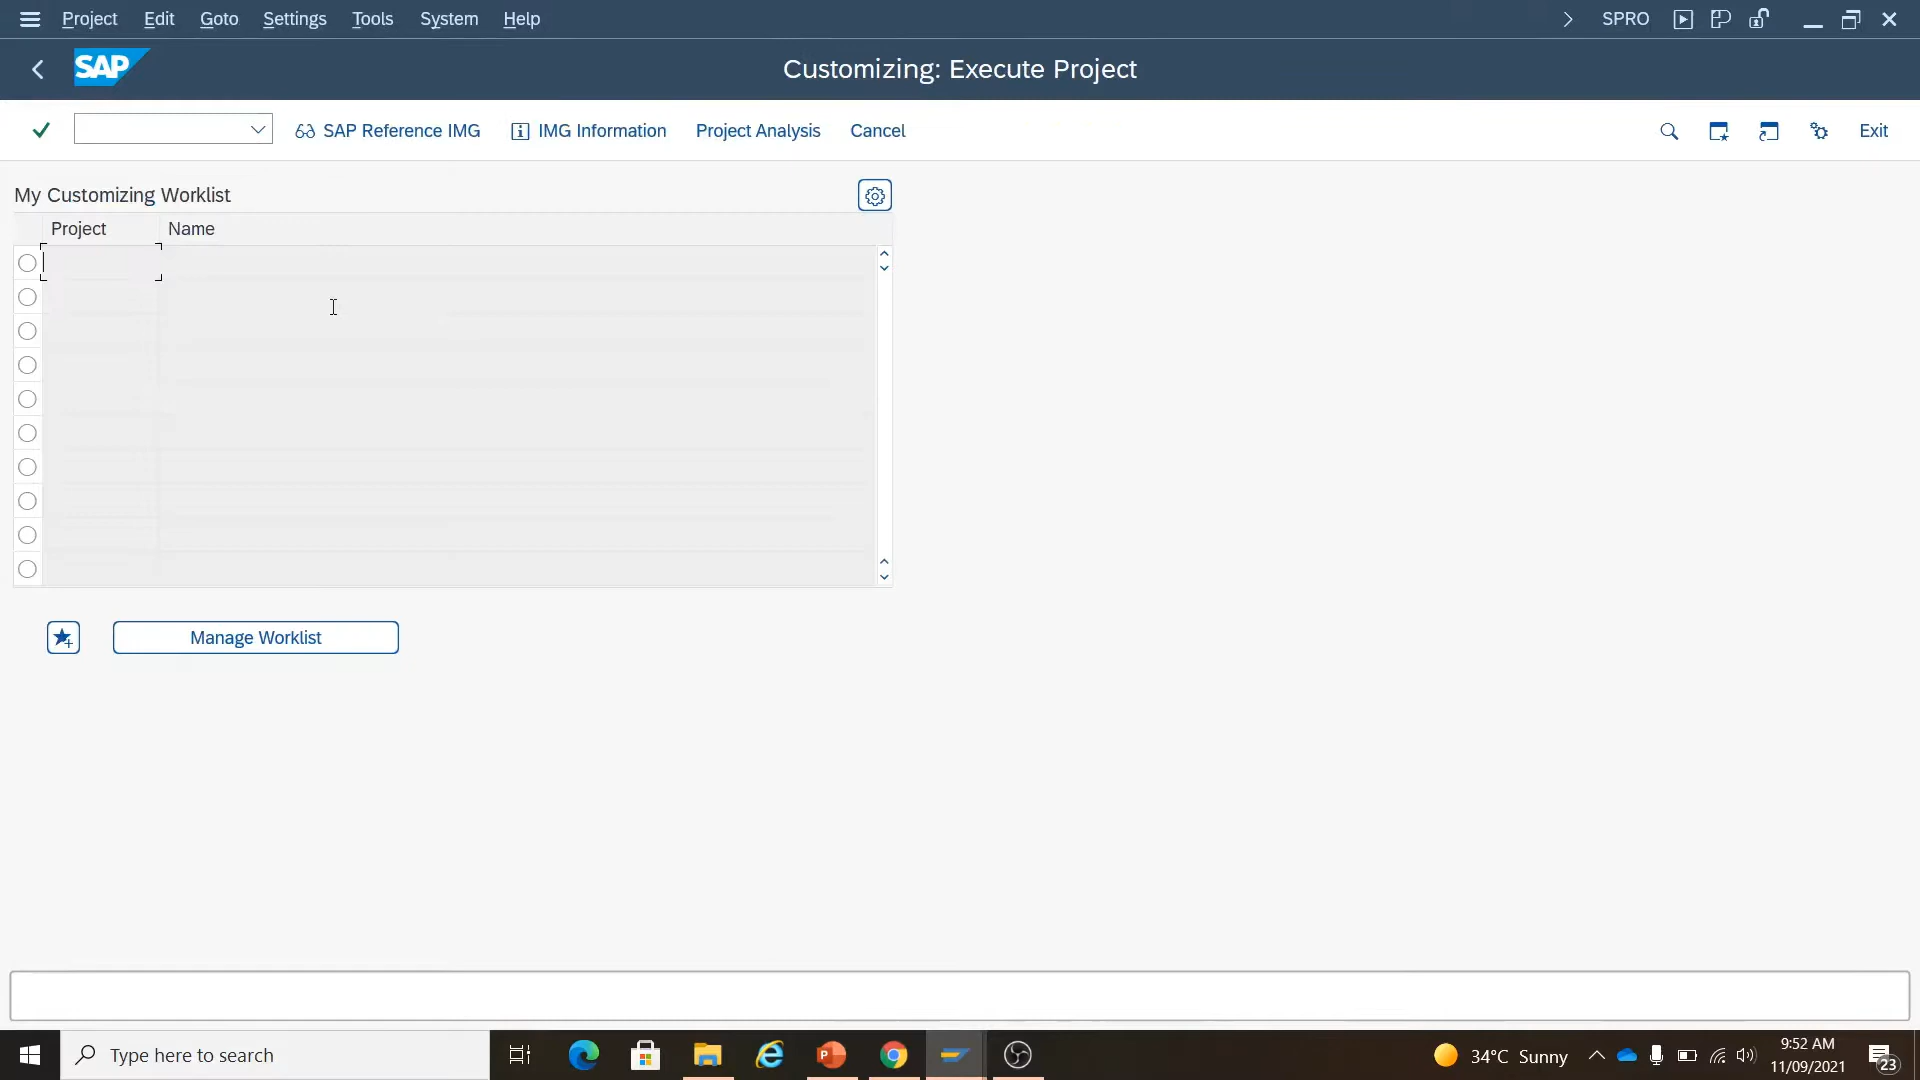 Project Edit Goto Settings Tools System Help SPRO
SAP Customizing: Execute Project
SAP Reference IMG IMG Information Project Analysis Cancel Exit
My Customizing Worklist
Project Name
Manage Worklist
Type here to search 34°C Sunny 9:52 AM
11/09/2021 23